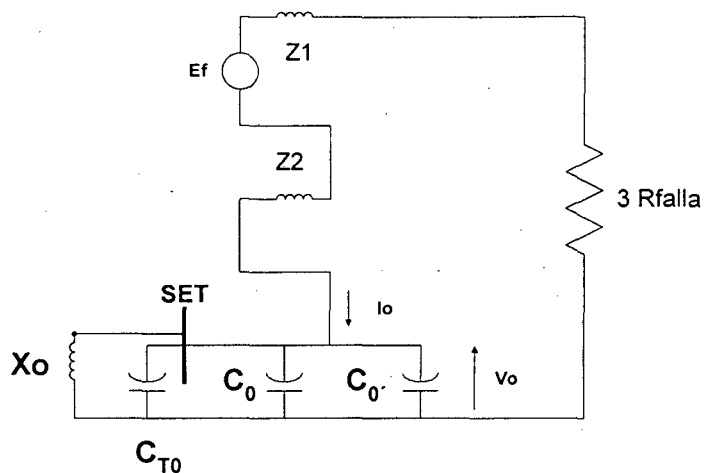 Z1
Ef
Z2
3 Rfalla
SET
Io
Xo
C0
C0'
Vo
CT0